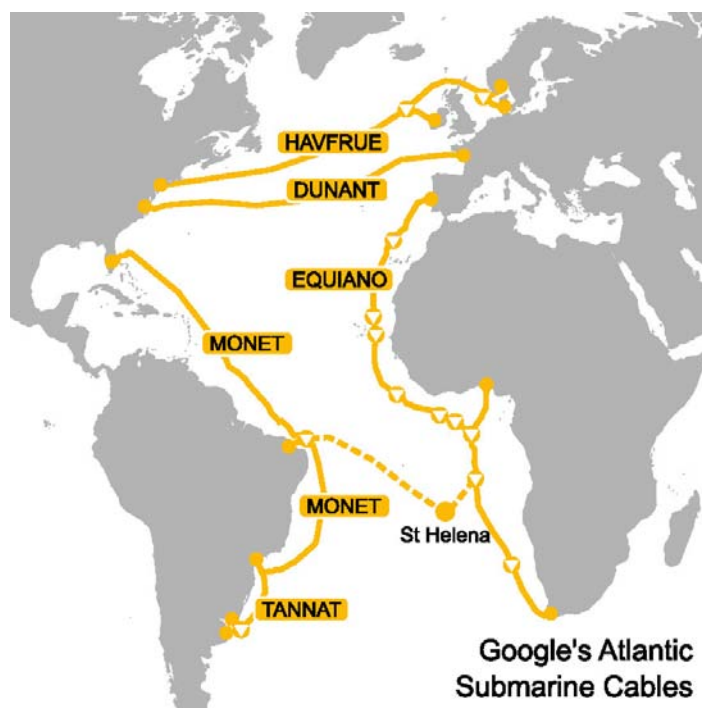 HAVFRUE
DUNANT
EQUIANO
MONET
MONET
St Helena
TANNAT
Google's Atlantic
Submarine Cables